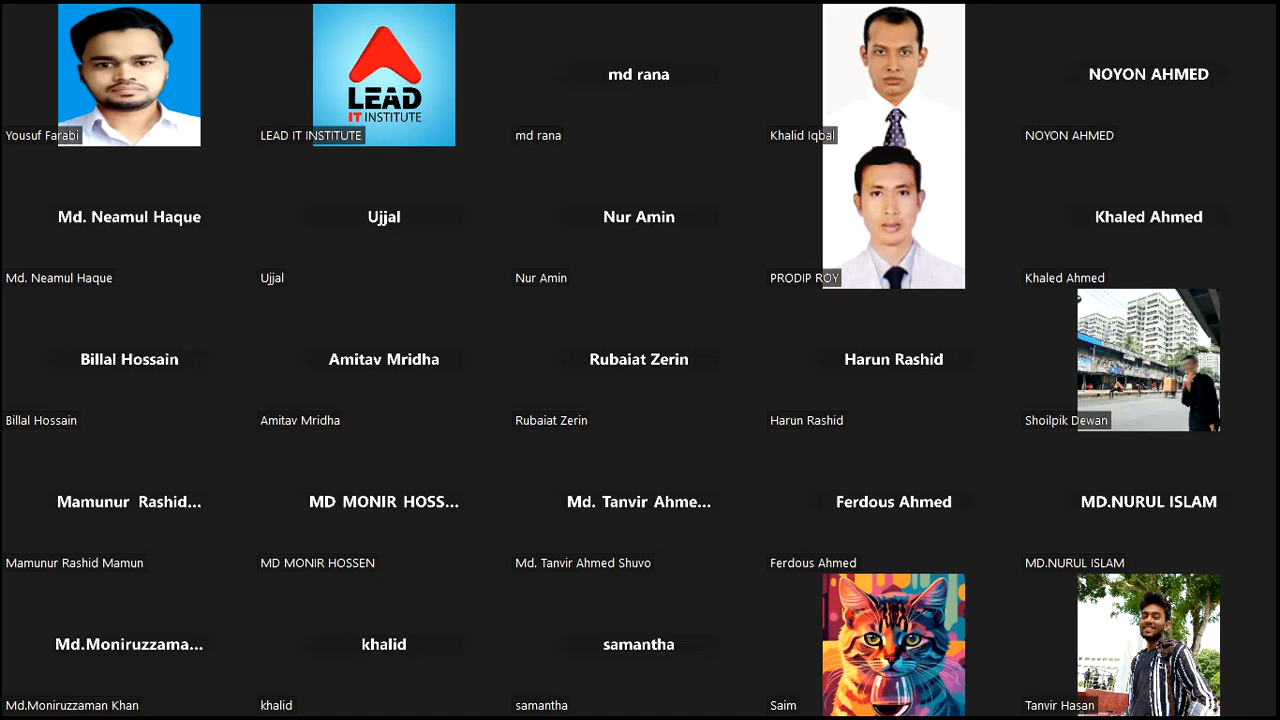 Yousuf Farabi
LEAD
IT INSTITUTE
LEAD IT INSTITUTE
md rana
md rana
Khalid Iqbal
NOYON AHMED
NOYON AHMED
Md. Neamul Haque
Md. Neamul Haque
Ujjal
Ujjal
Nur Amin
Nur Amin
PRODIP ROY
Khaled Ahmed
Khaled Ahmed
Billal Hossain
Billal Hossain
Amitav Mridha
Amitav Mridha
Rubaiat Zerin
Rubaiat Zerin
Harun Rashid
Harun Rashid
Shoilpik Dewan
Mamunur Rashid...
Mamunur Rashid Mamun
MD MONIR HOSS...
MD MONIR HOSSEN
Md. Tanvir Ahme...
Md. Tanvir Ahmed Shuvo
Ferdous Ahmed
Ferdous Ahmed
MD.NURUL ISLAM
MD.NURUL ISLAM
Md.Moniruzzama...
Md.Moniruzzaman Khan
khalid
khalid
samantha
samantha
Saim
Tanvir Hasan